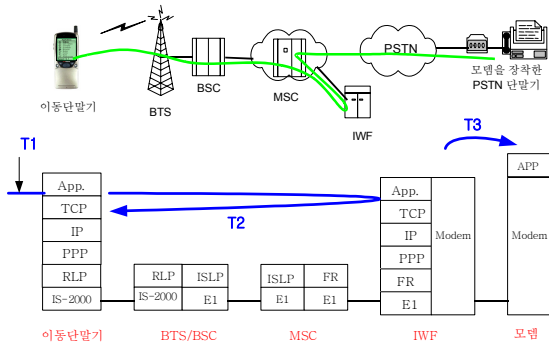 이동단말기
BTS
BSC
MSC
IWF
PSTN
모뎀을 장착한
PSTN 단말기
T1
T2
T3
App.
TCP
IP
PPP
RLP
IS-2000
RLP
ISLP
IS-2000
E1
ISLP
FR
E1
E1
App.
TCP
IP
PPP
FR
E1
Modem
APP
Modem
이동단말기
BTS/BSC
MSC
IWF
모뎀